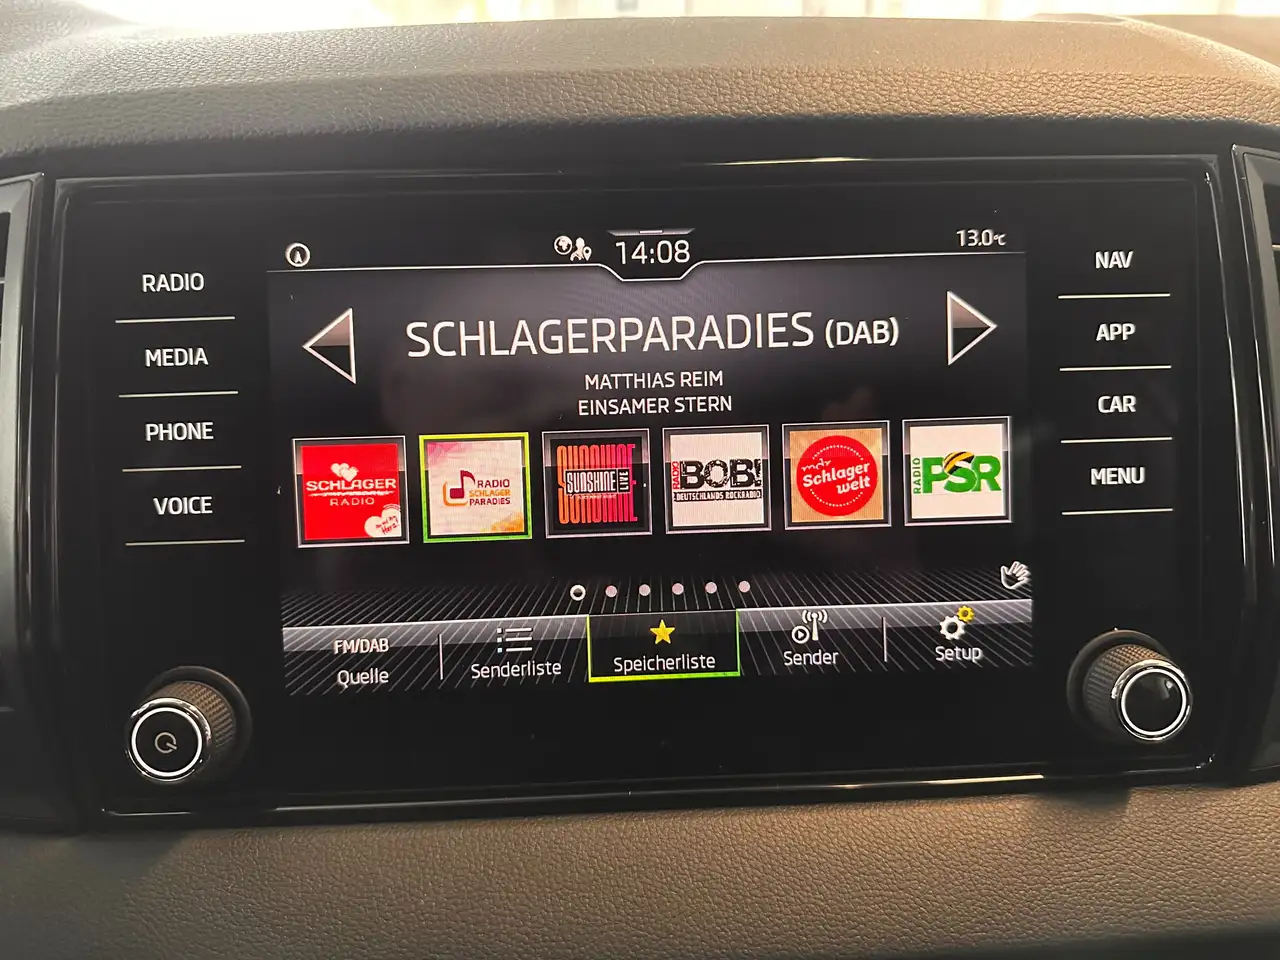 14:08
13.0°C
RADIO
MEDIA
PHONE
VOICE
NAV
APP
CAR
MENU
SCHLAGERPARADIES (DAB)
MATTHIAS REIM
EINSAMER STERN
SCHLAGER
RADIO
RADIO
SCHLAGER
PARADIES
SUNSHINE
LIVE
RADIO
BOB!
DEUTSCHLANDS ROCKRADIO
mdr
Schlager
welt
RADIO
PSR
FM/DAB
Quelle
Senderliste
Speicherliste
Sender
Setup